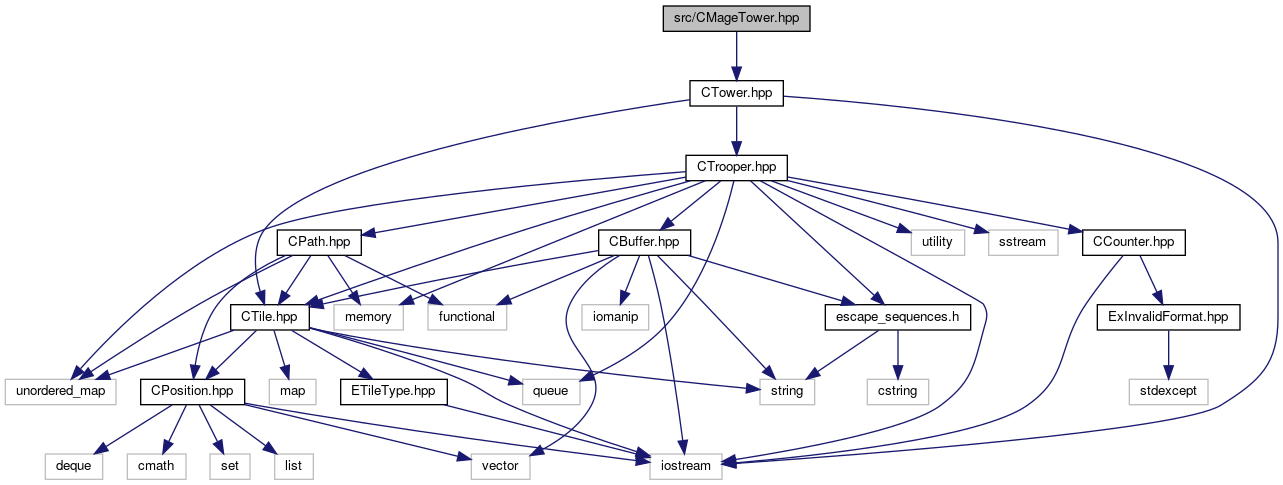 src/CMageTower.hpp
CTower.hpp
CTrooper.hpp
CPath.hpp
CBuffer.hpp
utility
sstream
CCounter.hpp
CTile.hpp
memory
functional
iomanip
escape_sequences.h
ExInvalidFormat.hpp
unordered_map
CPosition.hpp
map
ETileType.hpp
queue
string
cstring
stdexcept
deque
cmath
set
list
vector
iostream